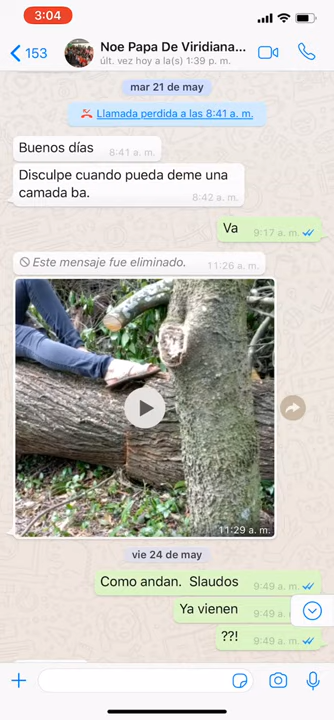 3:04
153
Noe Papa De Viridiana...
últ. vez hoy a la(s) 1:39 p. m.
mar 21 de may
Llamada perdida a las 8:41 a. m.
Buenos días
8:41 a. m.
Disculpe cuando pueda deme una
camada ba.
8:42 a. m.
Va
9:17 a. m.
Este mensaje fue eliminado.
11:26 a. m.
11:29 a. m.
vie 24 de may
Como andan. Slaudos
9:49 a. m.
Ya vienen
9:49 a.
??!
9:49 a. m.